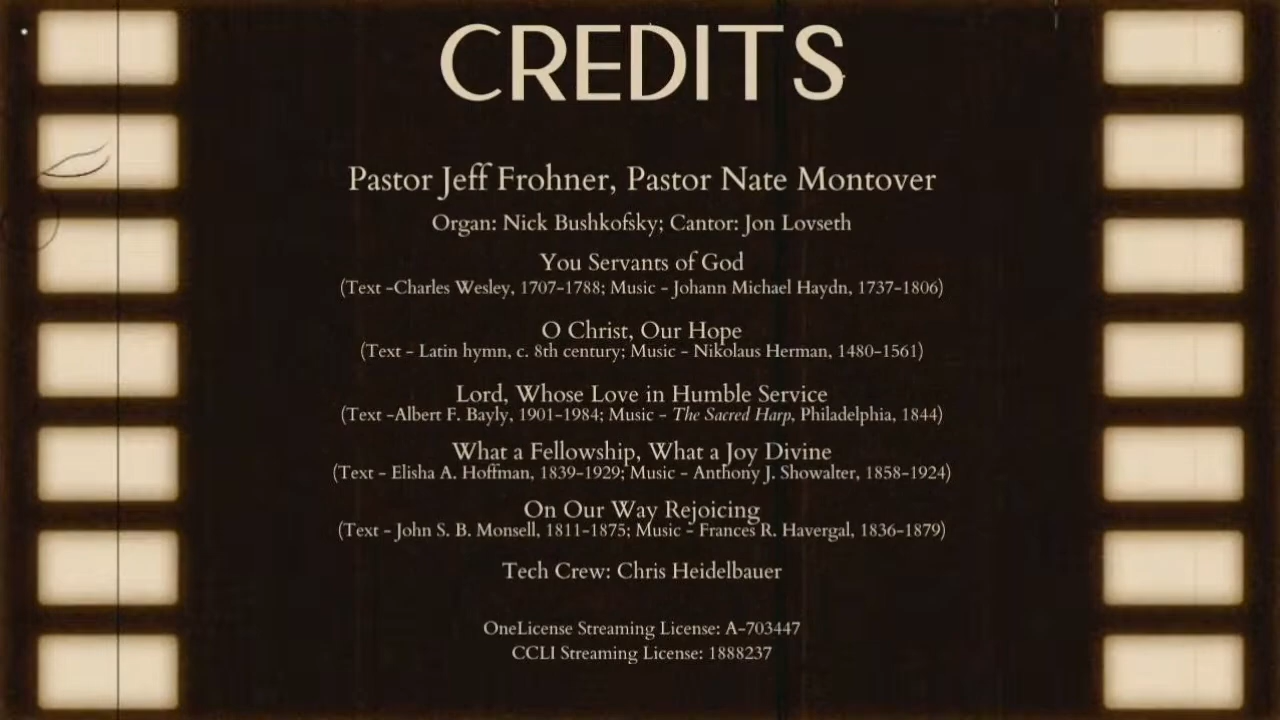 CREDITS
Pastor Jeff Frohner, Pastor Nate Montover
Organ: Nick Bushkofsky; Cantor: Jon Lovseth
You Servants of God
(Text -Charles Wesley, 1707-1788; Music - Johann Michael Haydn, 1737-1806)
O Christ, Our Hope
(Text - Latin hymn, c. 8th century; Music - Nikolaus Herman, 1480-1561)
Lord, Whose Love in Humble Service
(Text -Albert F. Bayly, 1901-1984; Music - The Sacred Harp, Philadelphia, 1844)
What a Fellowship, What a Joy Divine
(Text - Elisha A. Hoffman, 1839-1929; Music - Anthony J. Showalter, 1858-1924)
On Our Way Rejoicing
(Text - John S. B. Monsell, 1811-1875; Music - Frances R. Havergal, 1836-1879)
Tech Crew: Chris Heidelbauer
OneLicense Streaming License: A-703447
CCLI Streaming License: 1888237